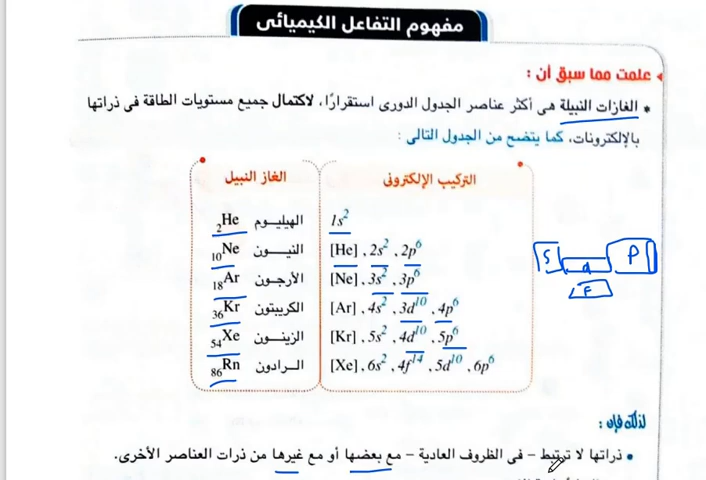 مفهوم التفاعل الكيميائى
علمت مما سبق أن :
* الغازات النبيلة هى أكثر عناصر الجدول الدورى استقرارًا، لاكتمال جميع مستويات الطاقة فى ذراتها
بالإلكترونات، كما يتضح من الجدول التالى :
الغاز النبيل التركيب الإلكترونى
الهيليوم ₂He 1s²
النيـــون ₁₀Ne [He] , 2s² , 2p⁶
الأرجـون ₁₈Ar [Ne] , 3s² , 3p⁶
الكريبتون ₃₆Kr [Ar] , 4s² , 3d¹⁰ , 4p⁶
الزينـــون ₅₄Xe [Kr] , 5s² , 4d¹⁰ , 5p⁶
الــرادون ₈₆Rn [Xe] , 6s² , 4f¹⁴ , 5d¹⁰ , 6p⁶
S d P
F
لذلك فإن :
• ذراتها لا ترتبط – فى الظروف العادية – مع بعضها أو مع غيرها من ذرات العناصر الأخرى.